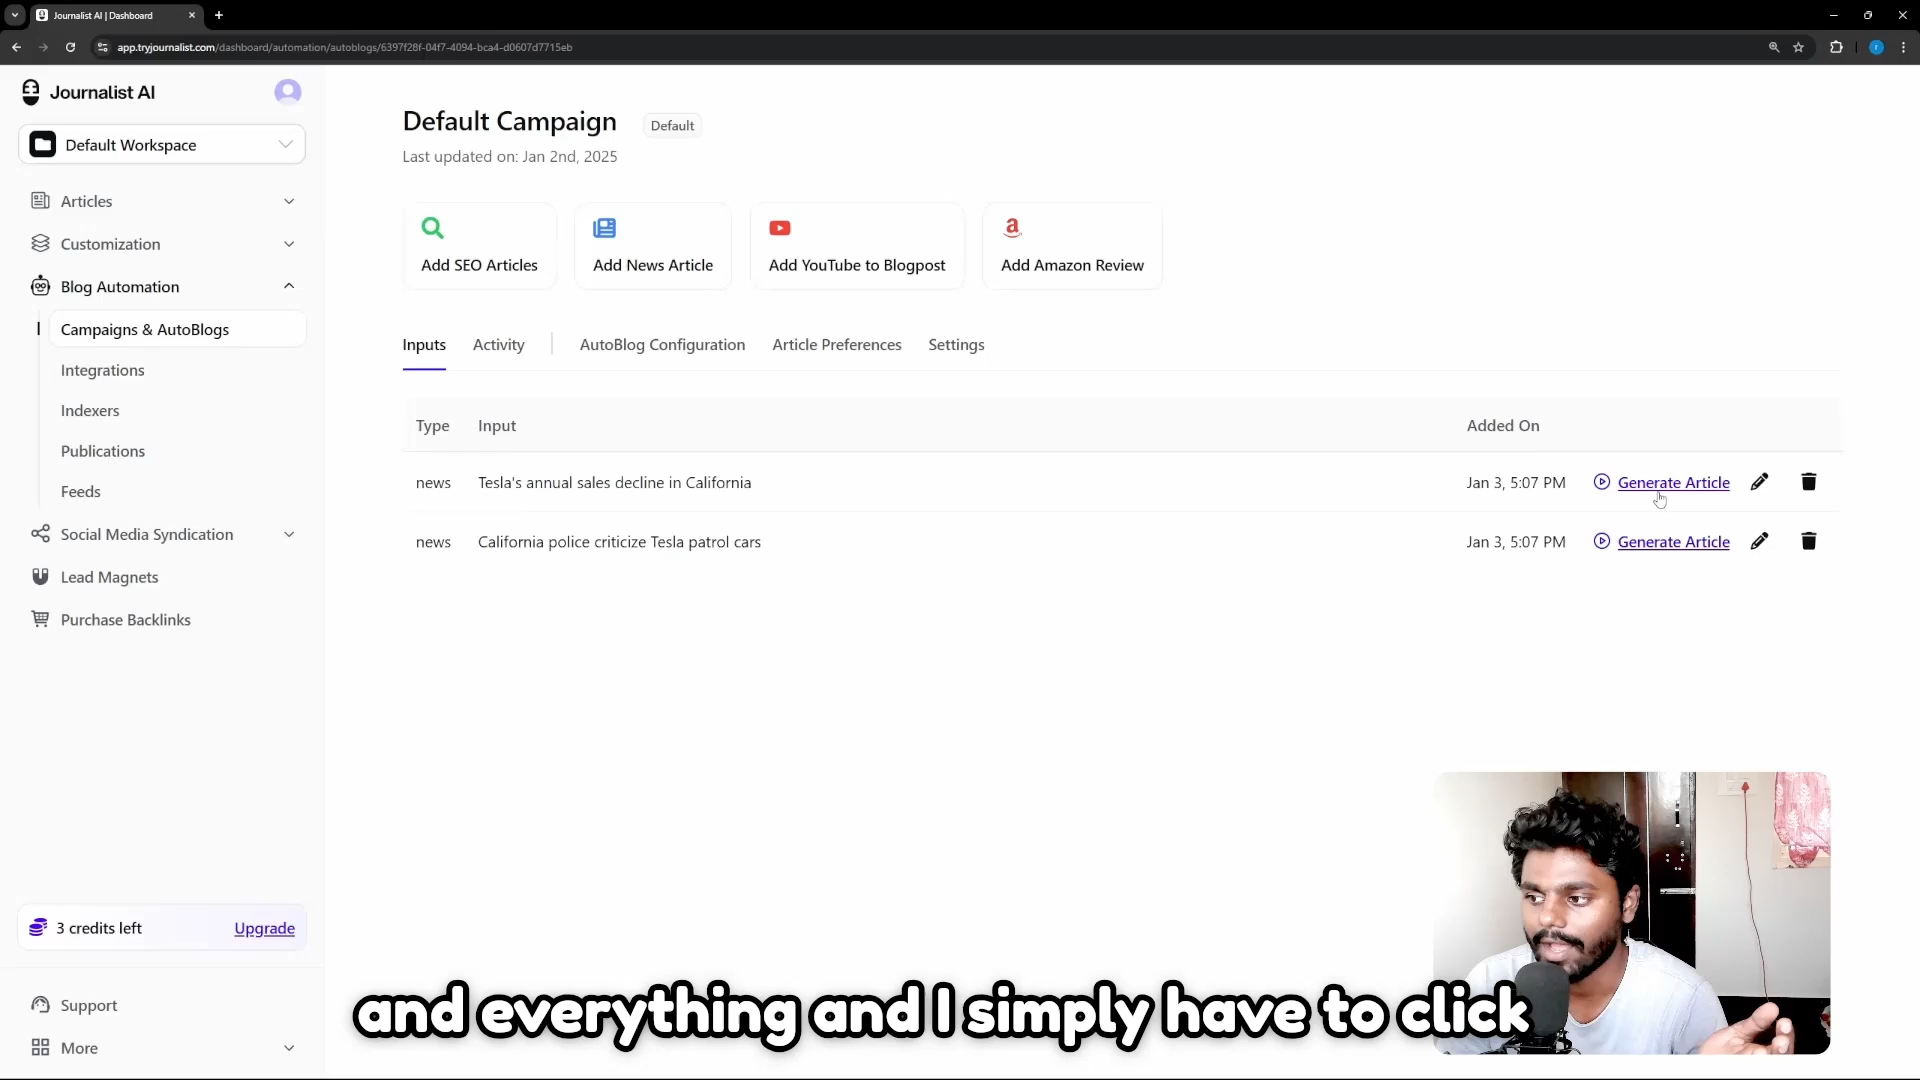 Journalist AI | Dashboard
app.tryjournalist.com/dashboard/automation/autoblogs/6397f28f-04f7-4094-bca4-d0607d7715eb
Journalist AI
Default Workspace
Articles
Customization
Blog Automation
Campaigns & AutoBlogs
Integrations
Indexers
Publications
Feeds
Social Media Syndication
Lead Magnets
Purchase Backlinks
3 credits left
Upgrade
Support
More
Default Campaign
Default
Last updated on: Jan 2nd, 2025
Add SEO Articles
Add News Article
Add YouTube to Blogpost
Add Amazon Review
Inputs
Activity
AutoBlog Configuration
Article Preferences
Settings
Type Input Added On
news Tesla's annual sales decline in California Jan 3, 5:07 PM Generate Article
news California police criticize Tesla patrol cars Jan 3, 5:07 PM Generate Article
and everything and I simply have to click